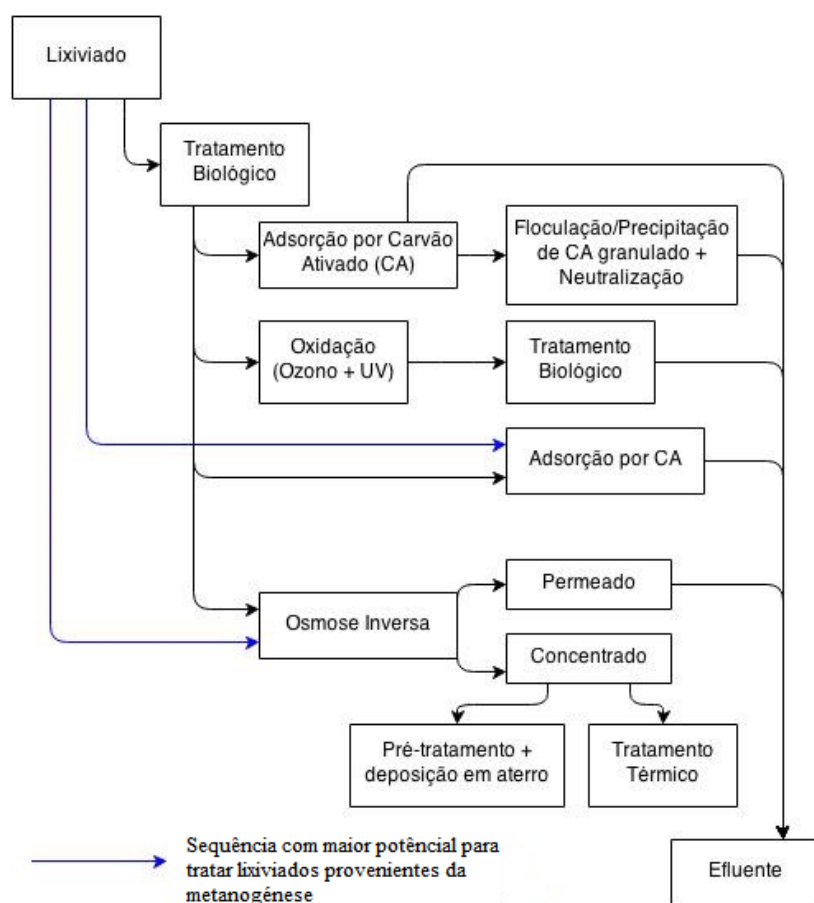 Lixiviado
Tratamento
Biológico
Adsorção por Carvão
Ativado (CA)
Floculação/Precipitação
de CA granulado +
Neutralização
Oxidação
(Ozono + UV)
Tratamento
Biológico
Adsorção por CA
Osmose Inversa
Permeado
Concentrado
Pré-tratamento +
deposição em aterro
Tratamento
Térmico
Sequência com maior potêncial para
tratar lixiviados provenientes da
metanogénese
Efluente